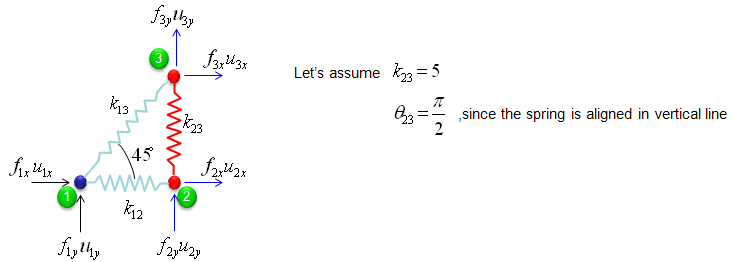 f3y u3y
3
f3x u3x
Let's assume k23 = 5
k13
k23
θ23 = π/2 ,since the spring is aligned in vertical line
45°
f1x u1x
f2x u2x
1
2
k12
f1y u1y
f2y u2y